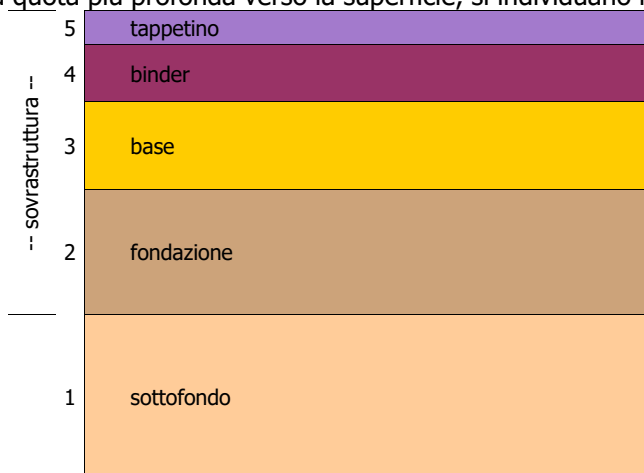 quota più profonda verso la superficie, si individuano
5 tappetino
4 binder
-- sovrastruttura --
3 base
2 fondazione
1 sottofondo